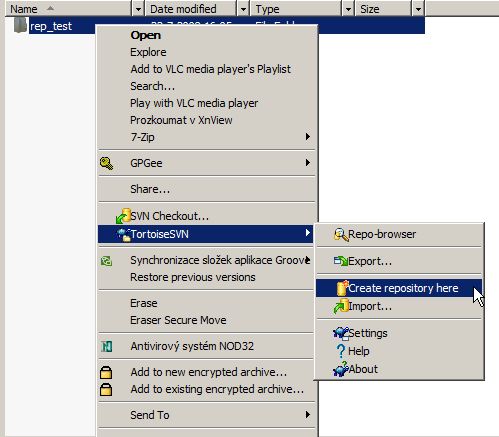 Name Date modified Type Size
rep_test
Open
Explore
Add to VLC media player's Playlist
Search...
Play with VLC media player
Prozkoumat v XnView
7-Zip
GPGee
Share...
SVN Checkout...
TortoiseSVN
Synchronizace složek aplikace Groove
Restore previous versions
Erase
Eraser Secure Move
Antivirový systém NOD32
Add to new encrypted archive...
Add to existing encrypted archive...
Send To
Repo-browser
Export...
Create repository here
Import...
Settings
Help
About